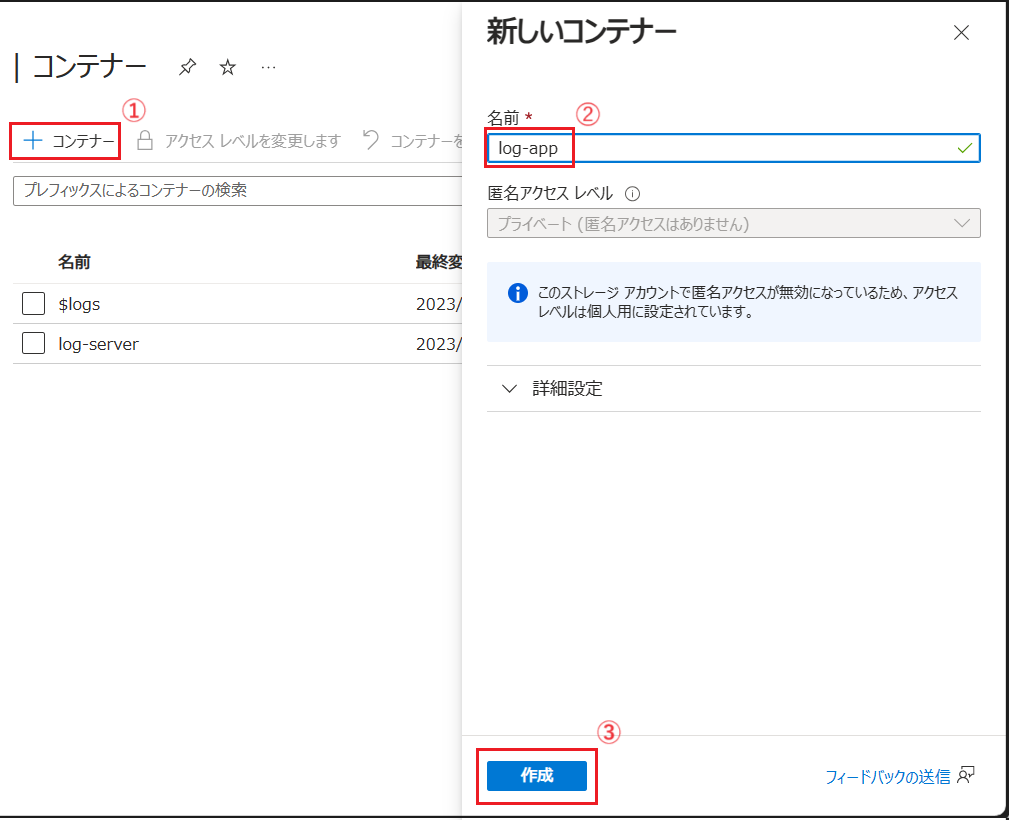 コンテナー
…
①
コンテナー アクセス レベルを変更します コンテナーを
プレフィックスによるコンテナーの検索
名前 最終変
$logs 2023/
log-server 2023/
新しいコンテナー
名前 * ②
log-app
匿名アクセス レベル
プライベート (匿名アクセスはありません)
このストレージ アカウントで匿名アクセスが無効になっているため、アクセス
レベルは個人用に設定されています。
詳細設定
③
作成
フィードバックの送信